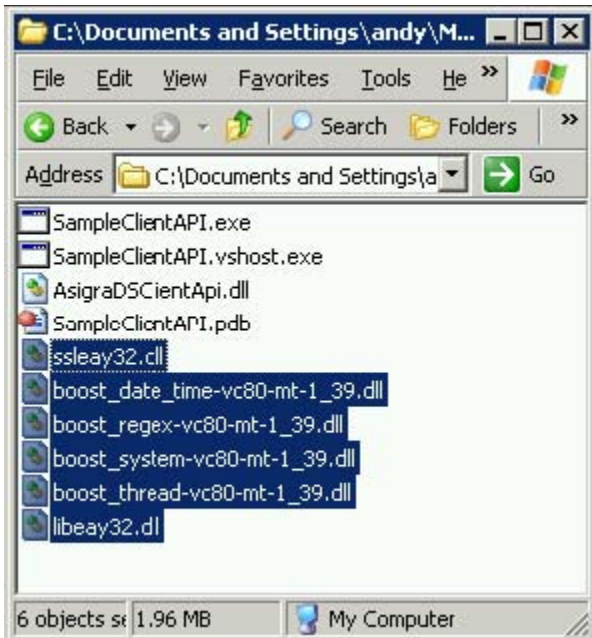 C:\Documents and Settings\andy\M...
File Edit View Favorites Tools He »
Back Search Folders »
Address C:\Documents and Settings\a Go
SampleClientAPI.exe
SampleClientAPI.vshost.exe
AsigraDSCientApi.dll
SampleClientAPI.pdb
ssleay32.dll
boost_date_time-vc80-mt-1_39.dll
boost_regex-vc80-mt-1_39.dll
boost_system-vc80-mt-1_39.dll
boost_thread-vc80-mt-1_39.dll
libeay32.dl
6 objects se 1.96 MB My Computer